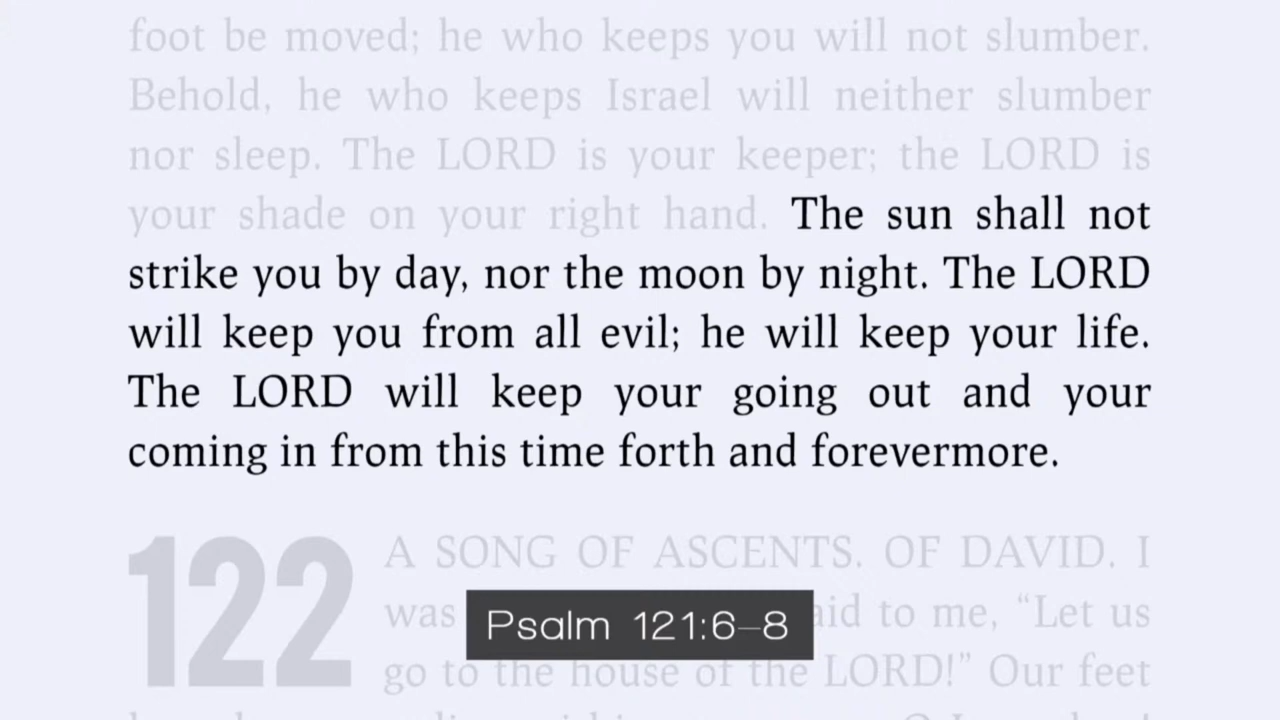 foot be moved; he who keeps you will not slumber.
Behold, he who keeps Israel will neither slumber
nor sleep. The LORD is your keeper; the LORD is
your shade on your right hand. The sun shall not
strike you by day, nor the moon by night. The LORD
will keep you from all evil; he will keep your life.
The LORD will keep your going out and your
coming in from this time forth and forevermore.
122 A SONG OF ASCENTS. OF DAVID. I
was to me, “Let us
Psalm 121:6–8
go to the house of the LORD!” Our feet